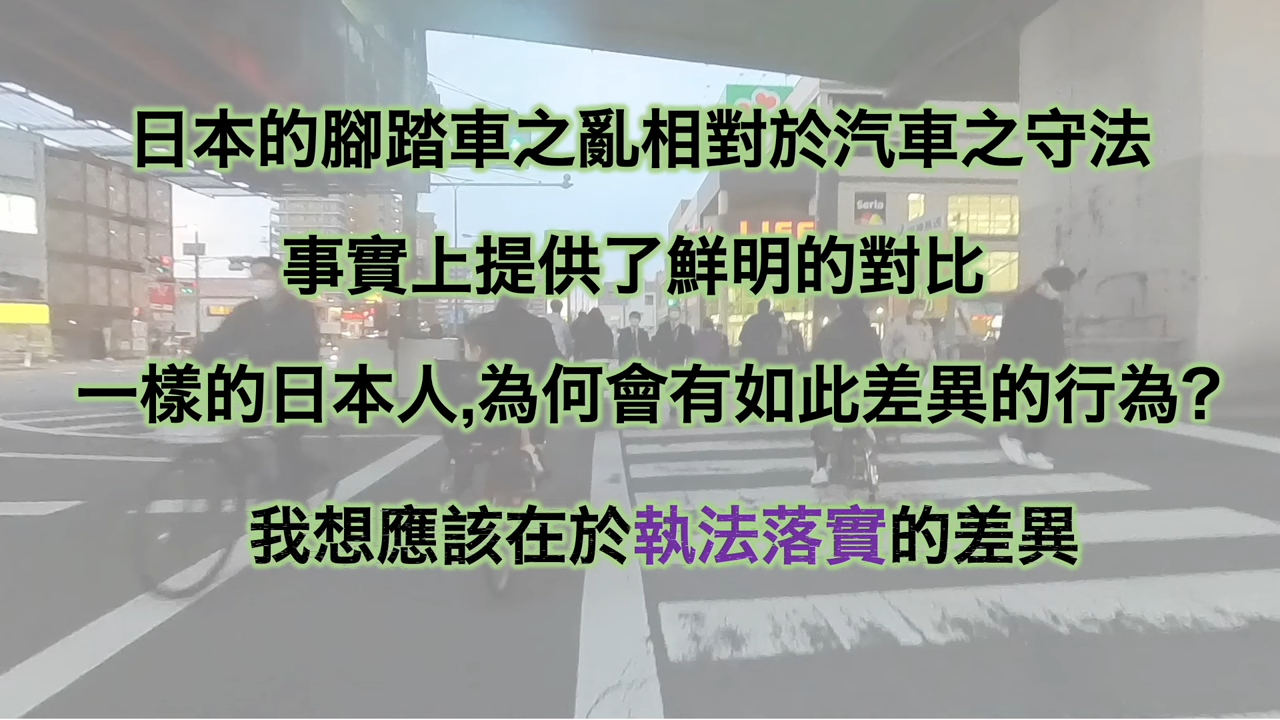 日本的腳踏車之亂相對於汽車之守法
Seria
LIFE
事實上提供了鮮明的對比
一樣的日本人,為何會有如此差異的行為?
我想應該在於執法落實的差異